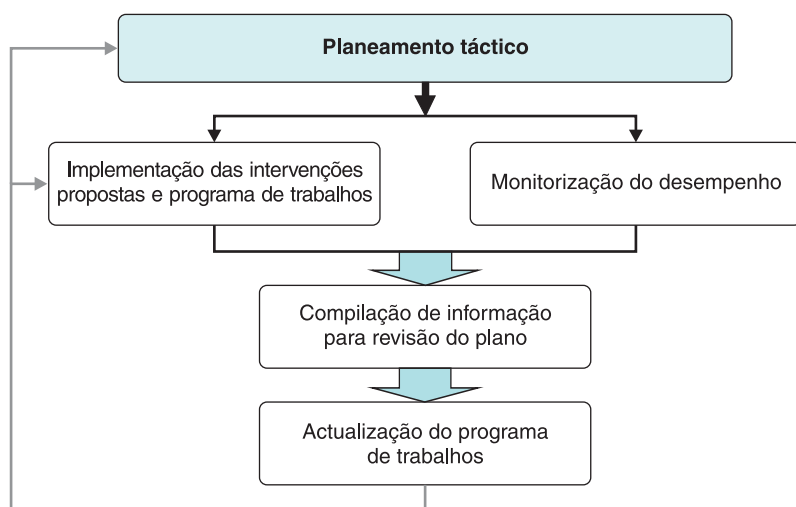 Planeamento táctico
Implementação das intervenções
propostas e programa de trabalhos
Monitorização do desempenho
Compilação de informação
para revisão do plano
Actualização do programa
de trabalhos